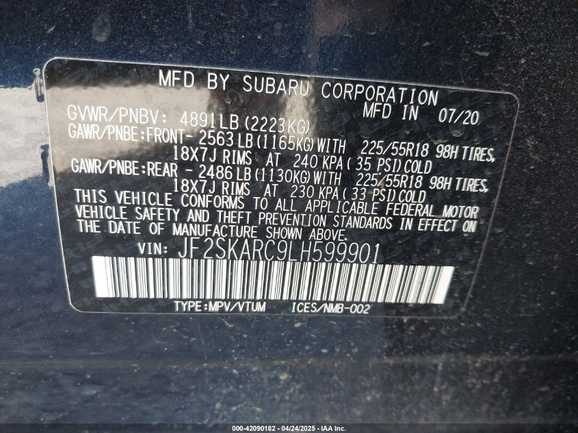 MFD BY SUBARU CORPORATION
MFD IN 07/20
GVWR/PNBV: 4891LB(2223KG)
GAWR/PNBE:FRONT- 2563LB(1165KG)WITH 225/55R18 98H TIRES,
18X7J RIMS AT 240 KPA(35 PSI)COLD
GAWR/PNBE:REAR - 2486LB(1130KG)WITH 225/55R18 98H TIRES,
18X7J RIMS AT 230 KPA(33 PSI)COLD
THIS VEHICLE CONFORMS TO ALL APPLICABLE FEDERAL MOTOR
VEHICLE SAFETY AND THEFT PREVENTION STANDARDS IN EFFECT ON
THE DATE OF MANUFACTURE SHOWN ABOVE.
VIN: JF2SKARC9LH599901
TYPE:MPV/VTUM ICES/NMB-002
000-42090182 - 04/24/2025 - IAA Inc.